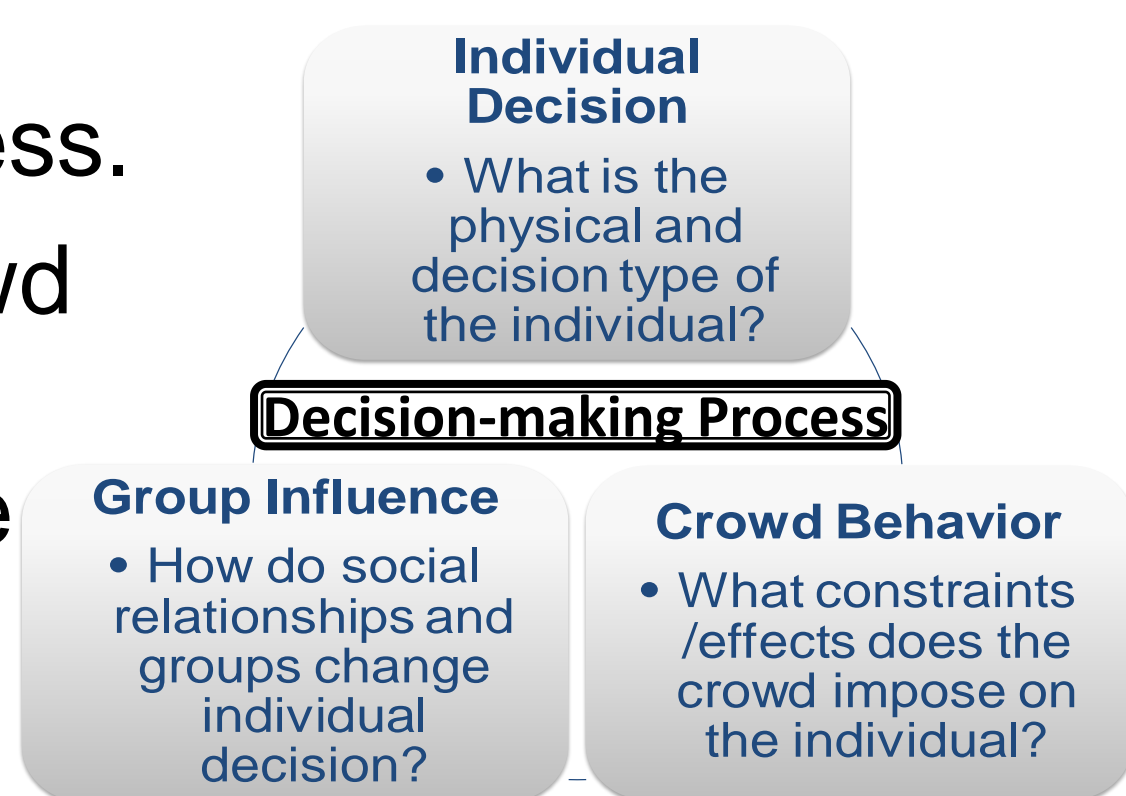 ess.
wd
e
Individual
Decision
• What is the
physical and
decision type of
the individual?
Decision-making Process
Group Influence
• How do social
relationships and
groups change
individual
decision?
Crowd Behavior
• What constraints
/effects does the
crowd impose on
the individual?